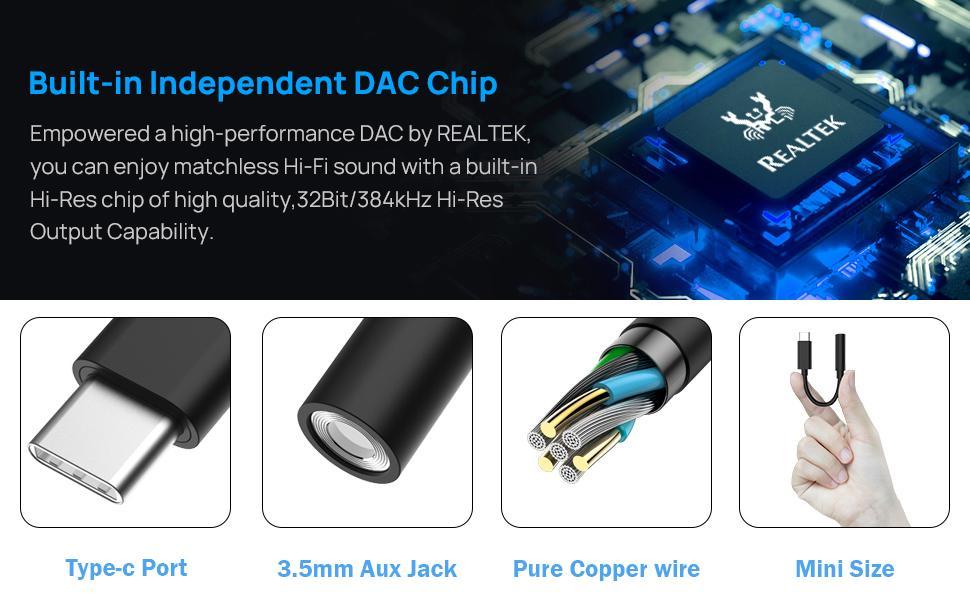 Built-in Independent DAC Chip
Empowered a high-performance DAC by REALTEK,
you can enjoy matchless Hi-Fi sound with a built-in
Hi-Res chip of high quality,32Bit/384kHz Hi-Res
Output Capability.
REALTEK
Type-c Port
3.5mm Aux Jack
Pure Copper wire
Mini Size